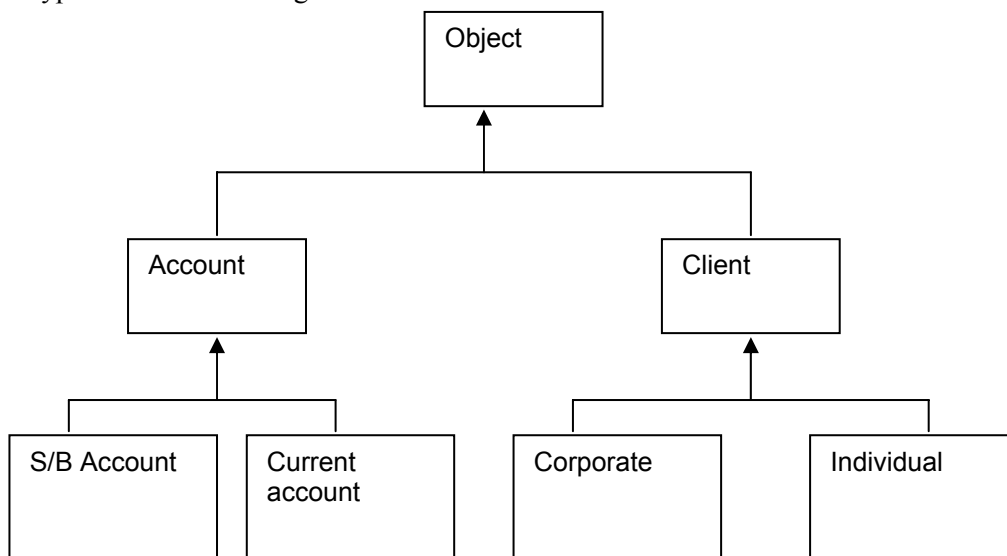 Object
Account
Client
S/B Account
Current
account
Corporate
Individual